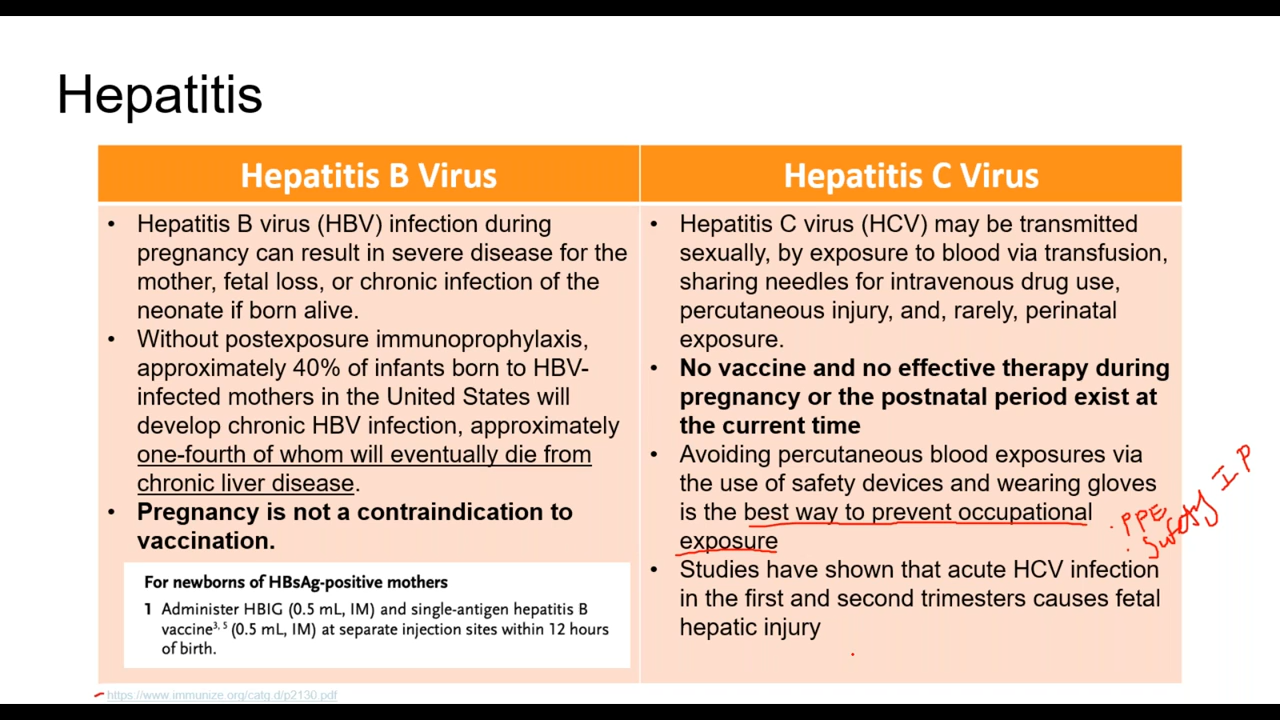 Hepatitis
Hepatitis B Virus
• Hepatitis B virus (HBV) infection during
pregnancy can result in severe disease for the
mother, fetal loss, or chronic infection of the
neonate if born alive.
• Without postexposure immunoprophylaxis,
approximately 40% of infants born to HBV-
infected mothers in the United States will
develop chronic HBV infection, approximately
one-fourth of whom will eventually die from
chronic liver disease.
• Pregnancy is not a contraindication to
vaccination.
For newborns of HBsAg-positive mothers
1 Administer HBIG (0.5 mL, IM) and single-antigen hepatitis B
vaccine3, 5 (0.5 mL, IM) at separate injection sites within 12 hours
of birth.
Hepatitis C Virus
• Hepatitis C virus (HCV) may be transmitted
sexually, by exposure to blood via transfusion,
sharing needles for intravenous drug use,
percutaneous injury, and, rarely, perinatal
exposure.
• No vaccine and no effective therapy during
pregnancy or the postnatal period exist at
the current time
• Avoiding percutaneous blood exposures via
the use of safety devices and wearing gloves
is the best way to prevent occupational
exposure
• Studies have shown that acute HCV infection
in the first and second trimesters causes fetal
hepatic injury
. PPE
. Safety I P
https://www.immunize.org/catg.d/p2130.pdf